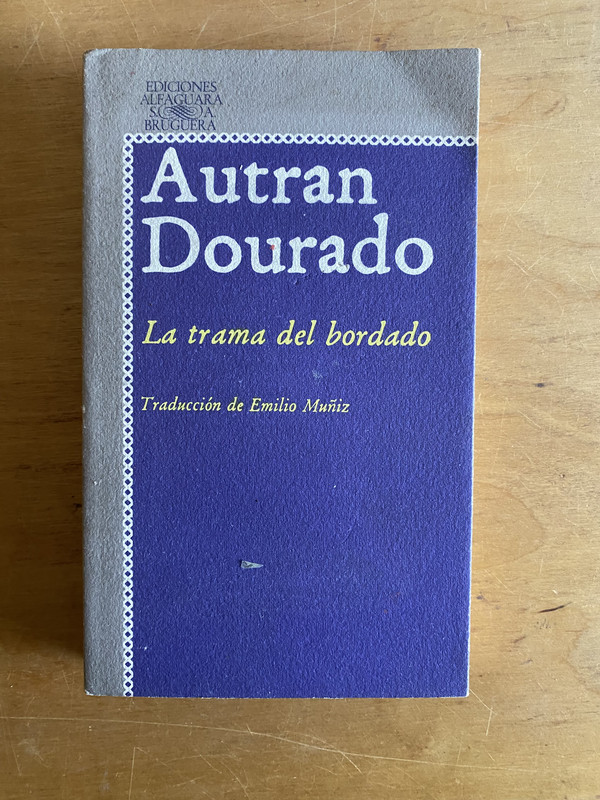 EDICIONES
ALFAGUARA
S. A.
BRUGUERA
Autran
Dourado
La trama del bordado
Traducción de Emilio Muñiz